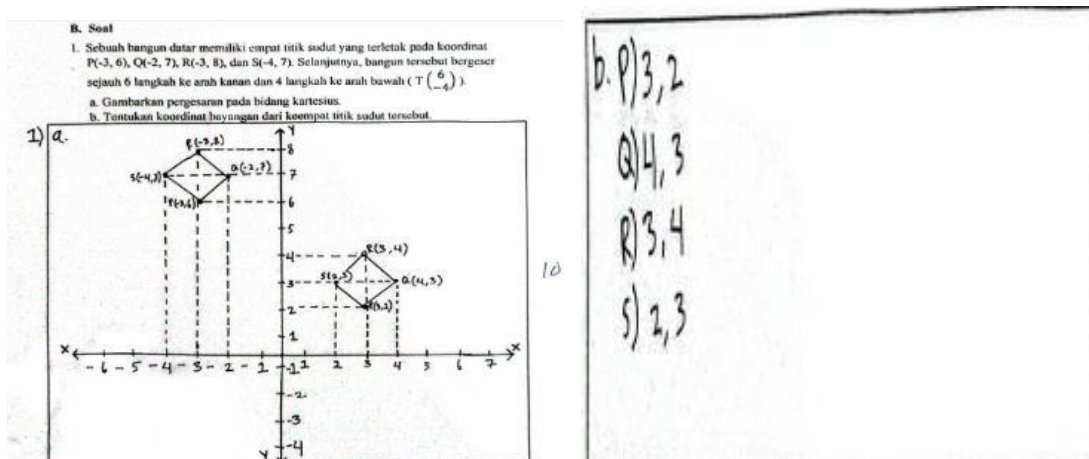 B. Soal
1. Sebuah bangun datar memiliki empat titik sudut yang terletak pada koordinat
P(-3, 6), Q(-2, 7), R(-3, 8), dan S(-4, 7). Selanjutnya, bangun tersebut bergeser
sejauh 6 langkah ke arah kanan dan 4 langkah ke arah bawah ( T (6 -4) ).
a. Gambarkan pergesaran pada bidang kartesius.
b. Tentukan koordinat bayangan dari keempat titik sudut tersebut.
1) a.
Y
R(-3,8)
8
S(-4,7)
Q(-2,7)
7
P(-3,6)
6
5
R(3,4)
4
S(2,3)
3
Q(4,3)
2
P(3,2)
1
X
-6 -5 -4 -3 -2 -1 1 2 3 4 5 6 7
X
-1
-2
-3
-4
Y
10
b. P) 3, 2
Q) 4, 3
R) 3, 4
S) 2, 3